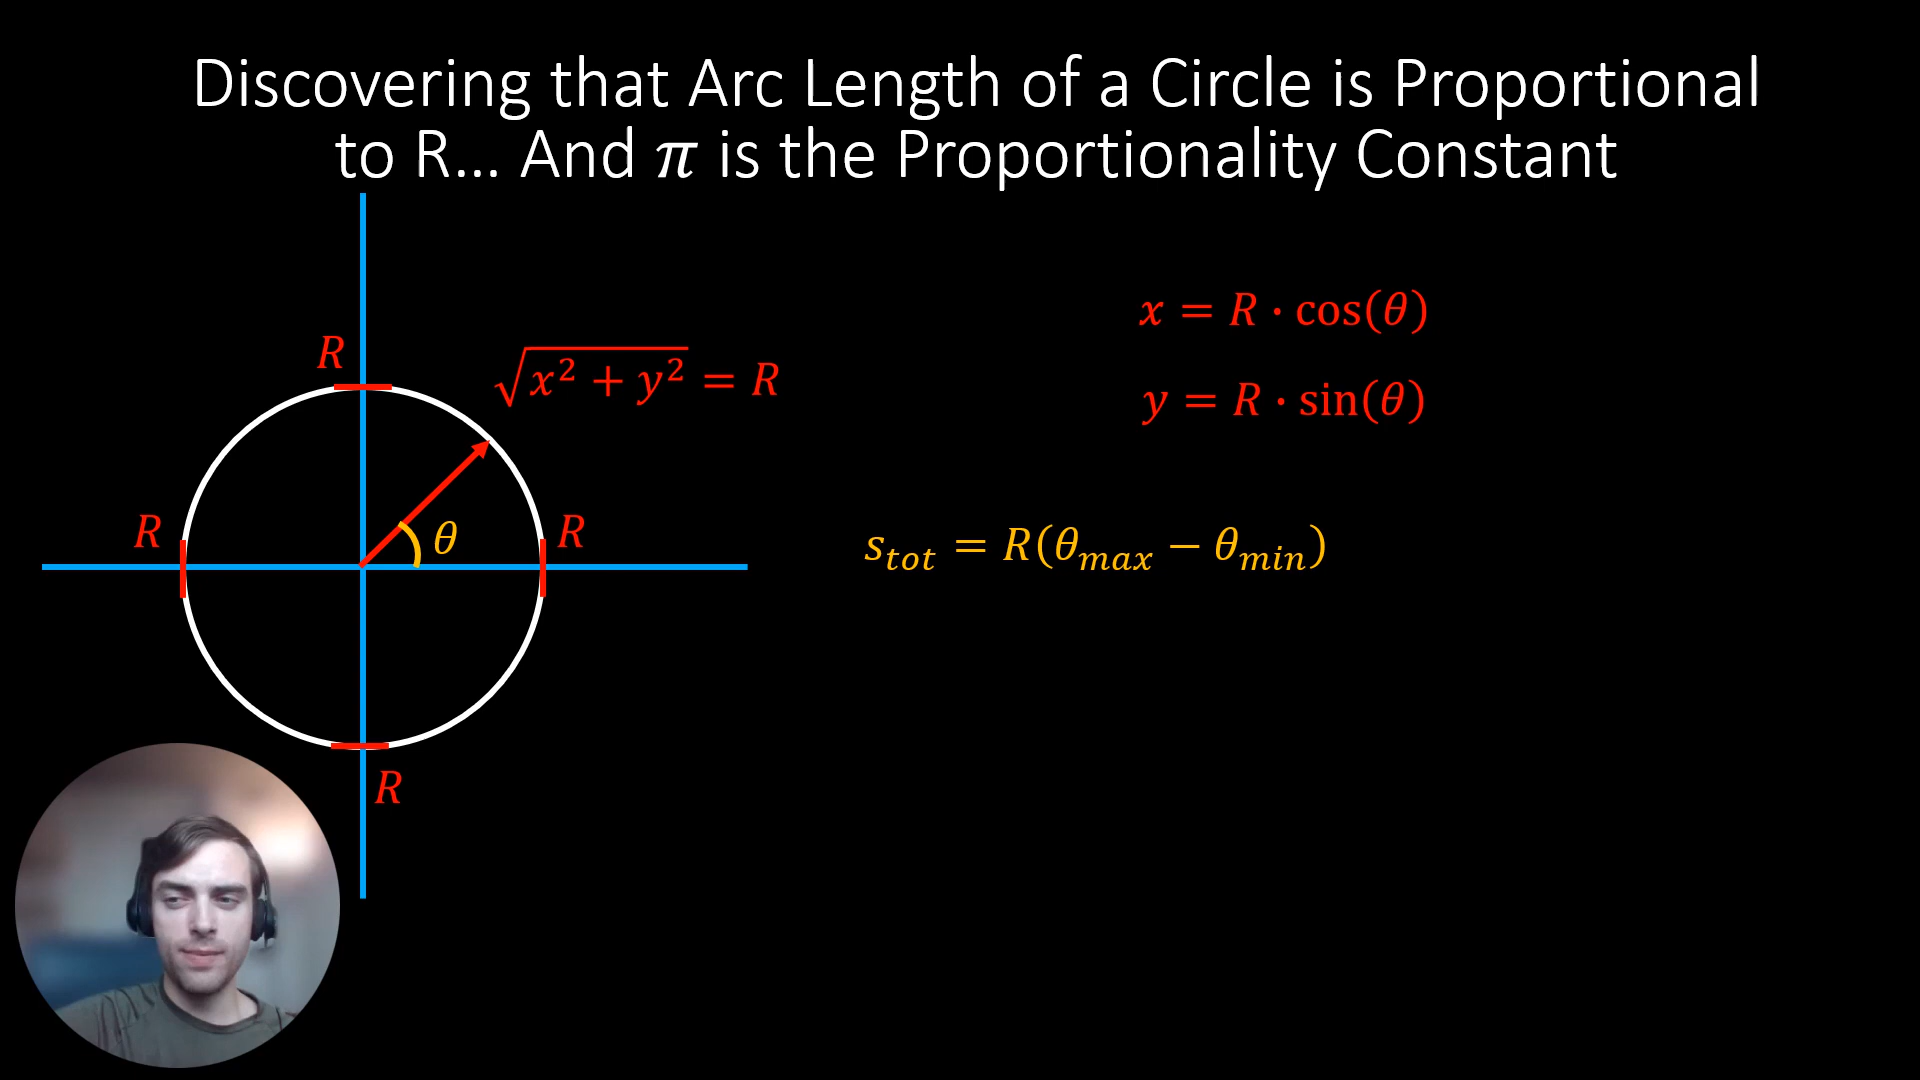 Discovering that Arc Length of a Circle is Proportional
to R... And π is the Proportionality Constant
x = R · cos(θ)
R
√x² + y² = R
y = R · sin(θ)
R
θ
R
s_tot = R(θ_max − θ_min)
R